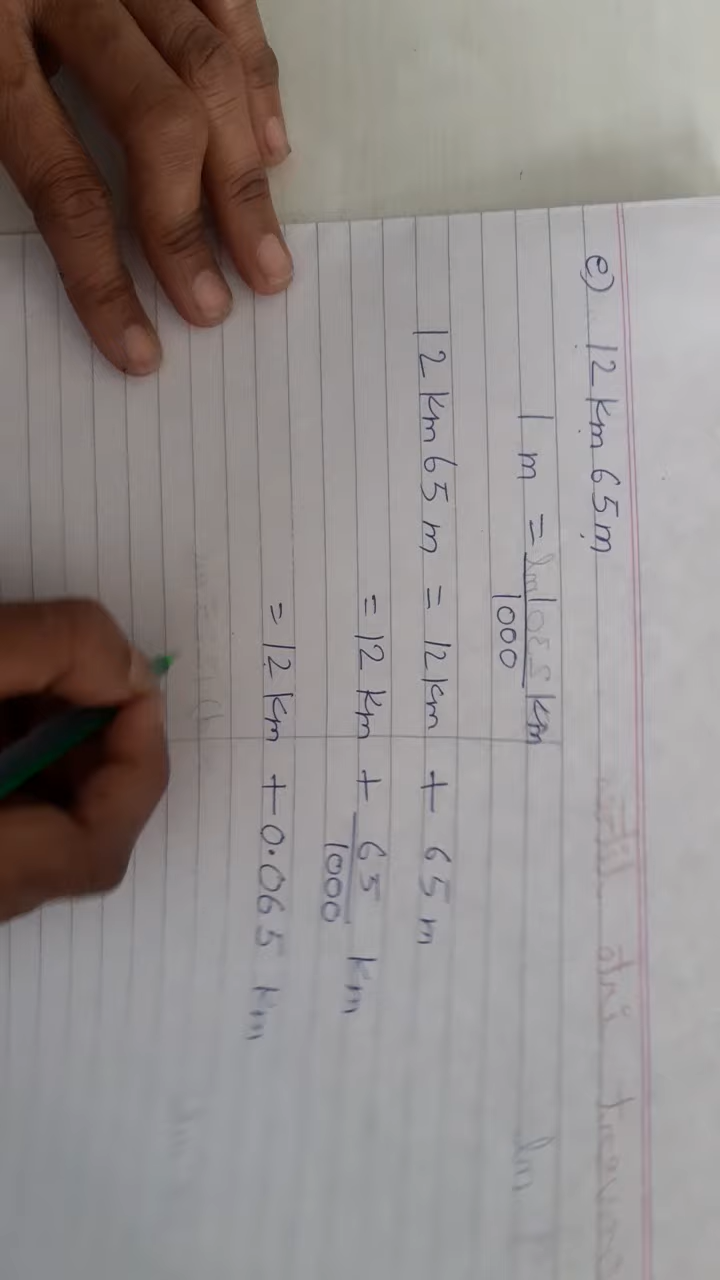 e) 12 km 65 m
1 m = 1/1000 km
12 km 65 m = 12 km + 65 m
= 12 km + 65/1000 km
= 12 km + 0.065 km